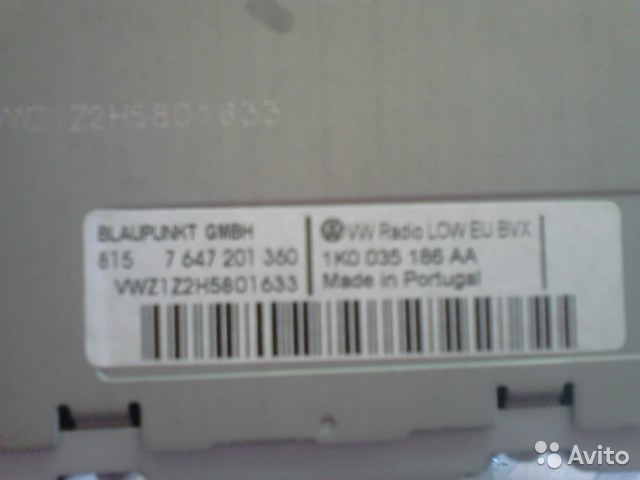 VWZ1Z2H5801633
BLAUPUNKT GMBH
815 7 647 201 360
VWZ1Z2H5801633
VW Radio LOW EU BVX
1K0 035 186 AA
Made in Portugal
Avito